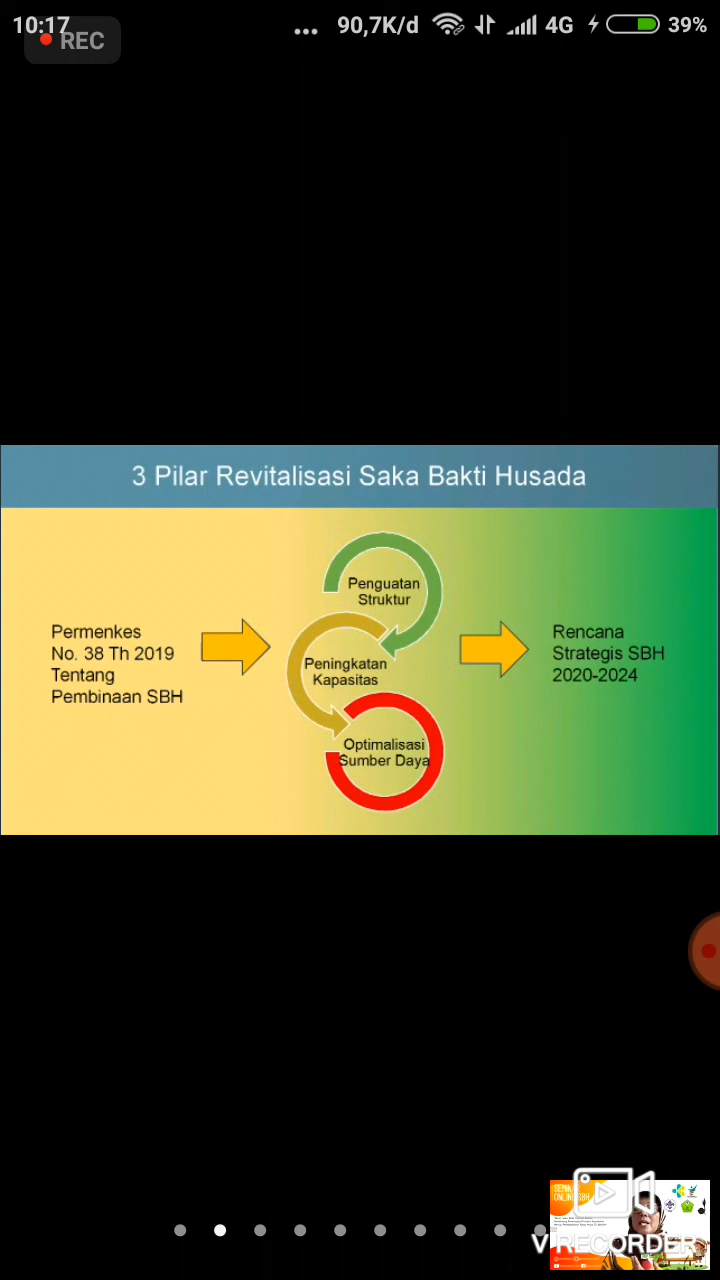 10:17
REC
... 90,7K/d 4G 39%
3 Pilar Revitalisasi Saka Bakti Husada
Permenkes
No. 38 Th 2019
Tentang
Pembinaan SBH
Penguatan
Struktur
Peningkatan
Kapasitas
Optimalisasi
Sumber Daya
Rencana
Strategis SBH
2020-2024
V RECORDER